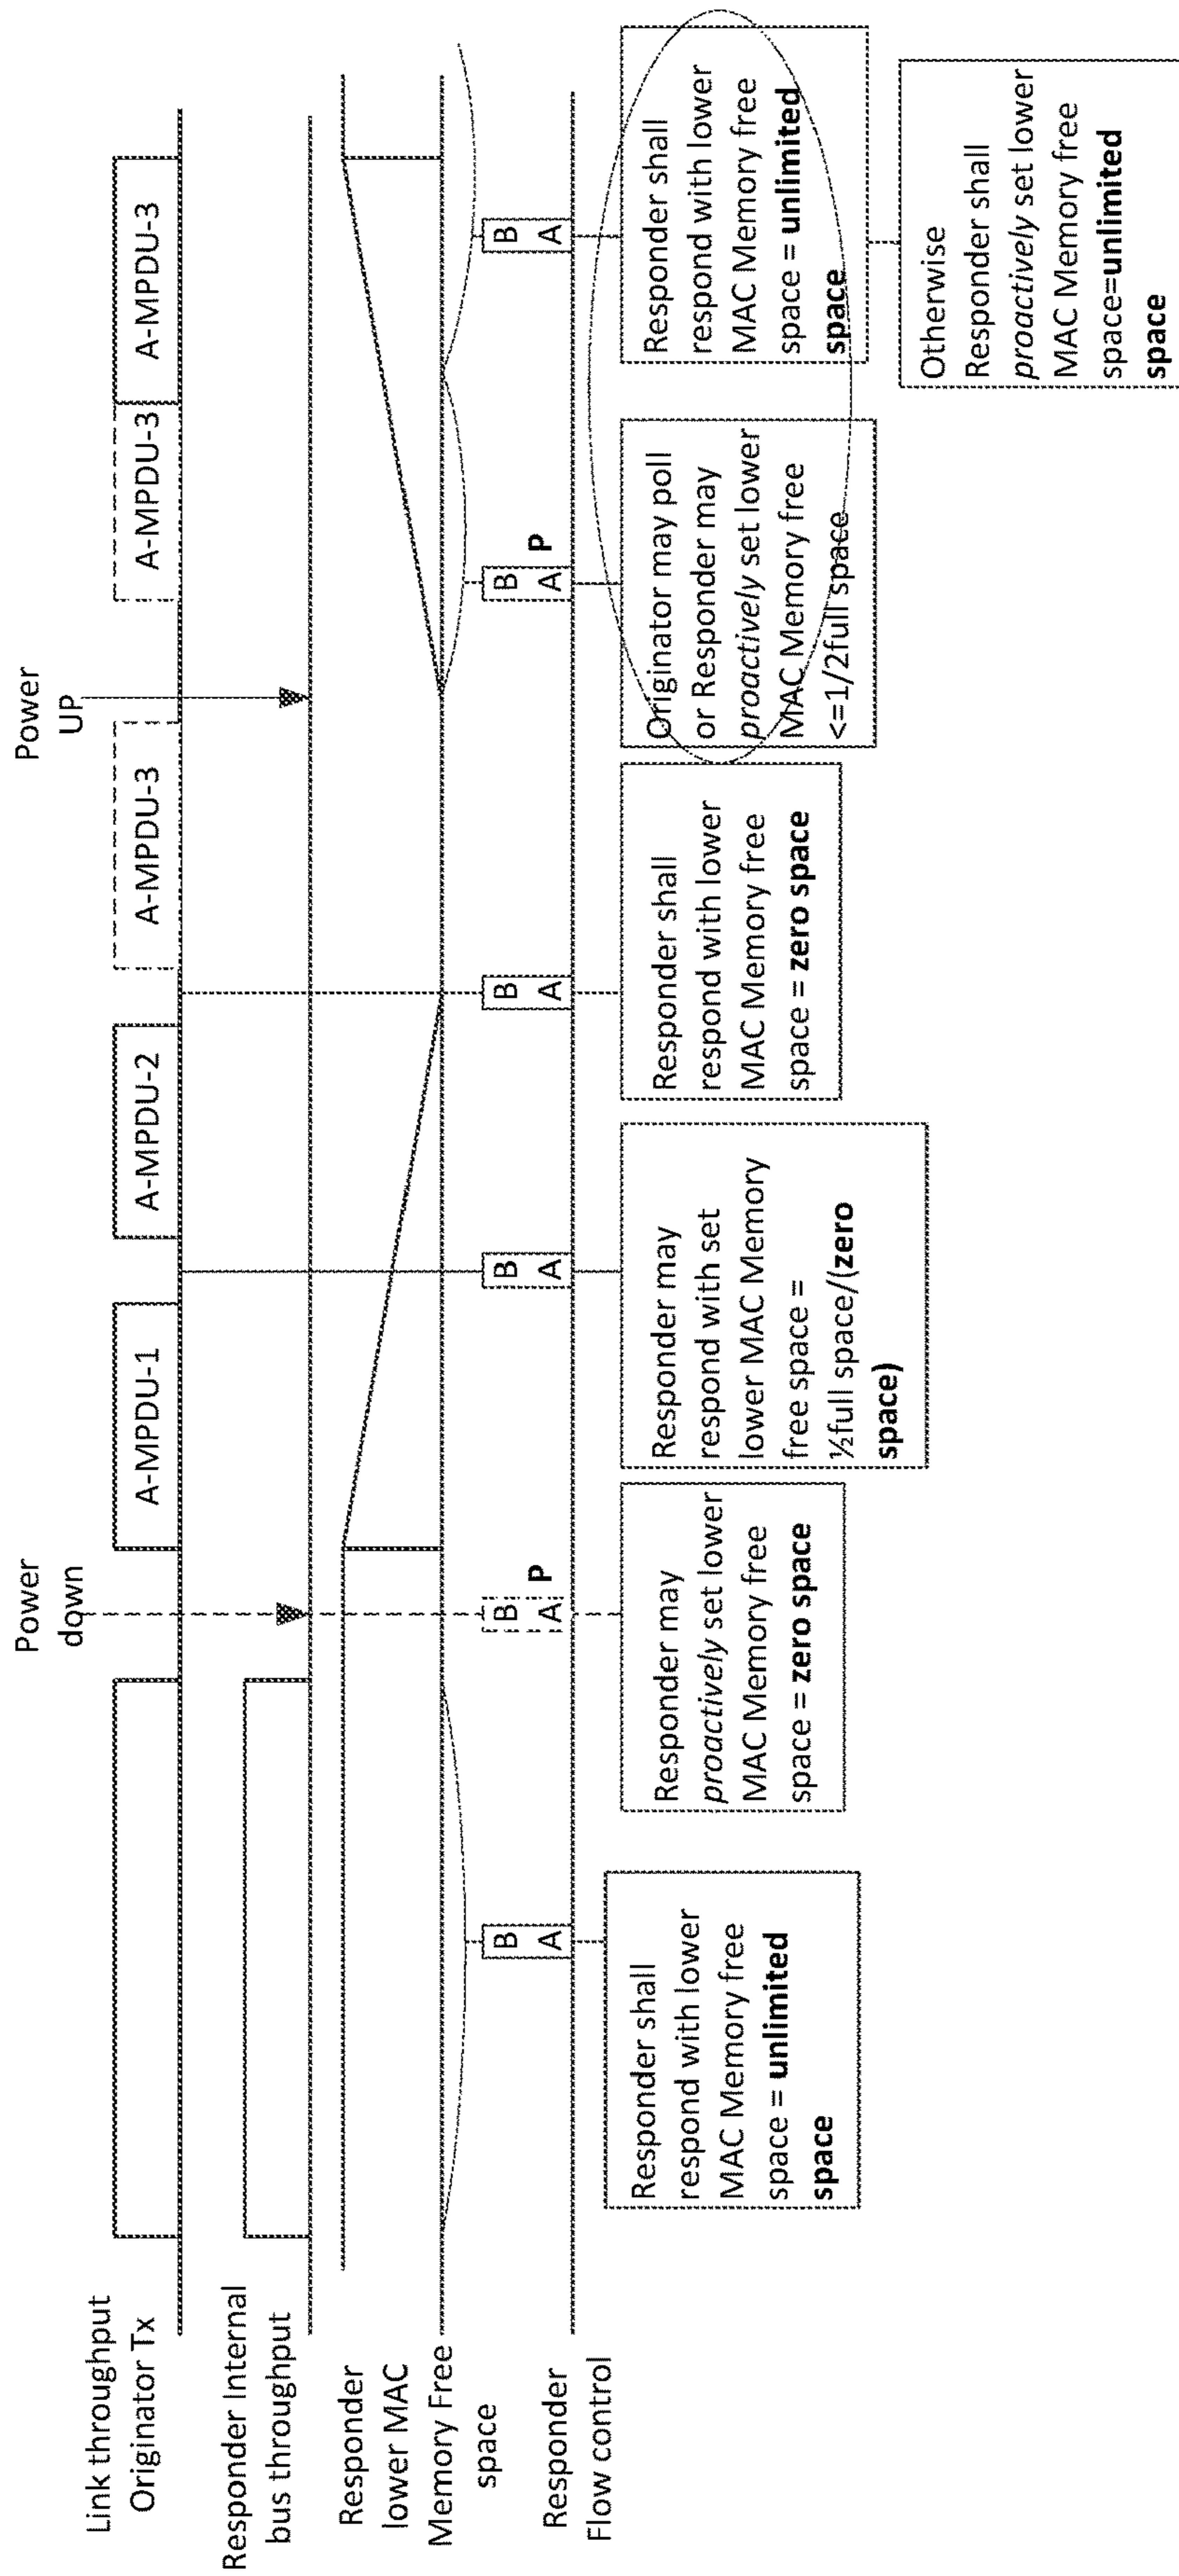 Power
down
Power
UP
Link throughput
Originator Tx
A-MPDU-1
A-MPDU-2
A-MPDU-3
A-MPDU-3
A-MPDU-3
Responder Internal
bus throughput
Responder
lower MAC
Memory Free
space
Responder
Flow control
B
A
B
A
P
B
A
B
A
B
A
P
B
A
Responder shall
respond with lower
MAC Memory free
space = unlimited
space
Responder may
proactively set lower
MAC Memory free
space = zero space
Responder may
respond with set
lower MAC Memory
free space =
½full space/(zero
space)
Responder shall
respond with lower
MAC Memory free
space = zero space
Originator may poll
or Responder may
proactively set lower
MAC Memory free
<=1/2full space
Responder shall
respond with lower
MAC Memory free
space = unlimited
space
Otherwise
Responder shall
proactively set lower
MAC Memory free
space=unlimited
space